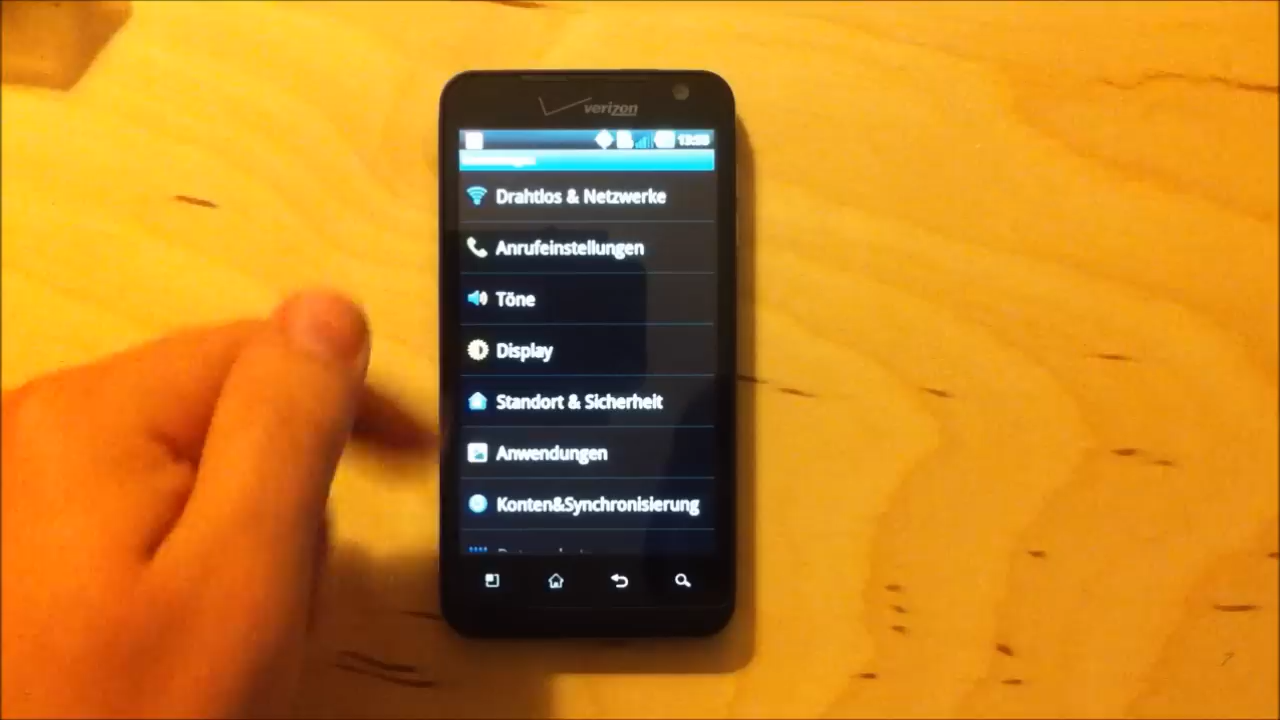 verizon
Drahtlos & Netzwerke
Anrufeinstellungen
Töne
Display
Standort & Sicherheit
Anwendungen
Konten&Synchronisierung